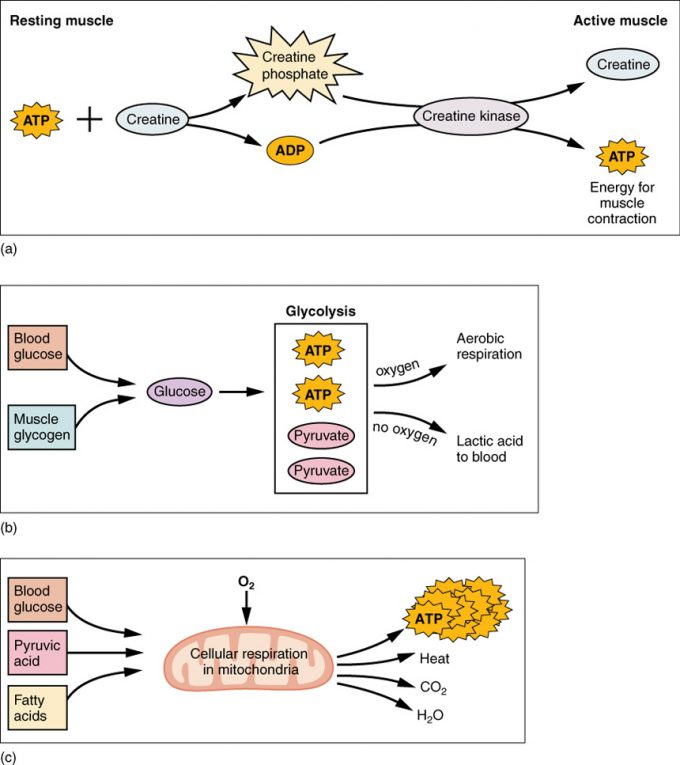 Resting muscle
Active muscle
ATP
+
Creatine
Creatine
phosphate
ADP
Creatine kinase
Creatine
ATP
Energy for
muscle
contraction
(a)
Blood
glucose
Muscle
glycogen
Glucose
Glycolysis
ATP
ATP
Pyruvate
Pyruvate
oxygen
no oxygen
Aerobic
respiration
Lactic acid
to blood
(b)
Blood
glucose
Pyruvic
acid
Fatty
acids
O₂
Cellular respiration
in mitochondria
ATP
Heat
CO₂
H₂O
(c)